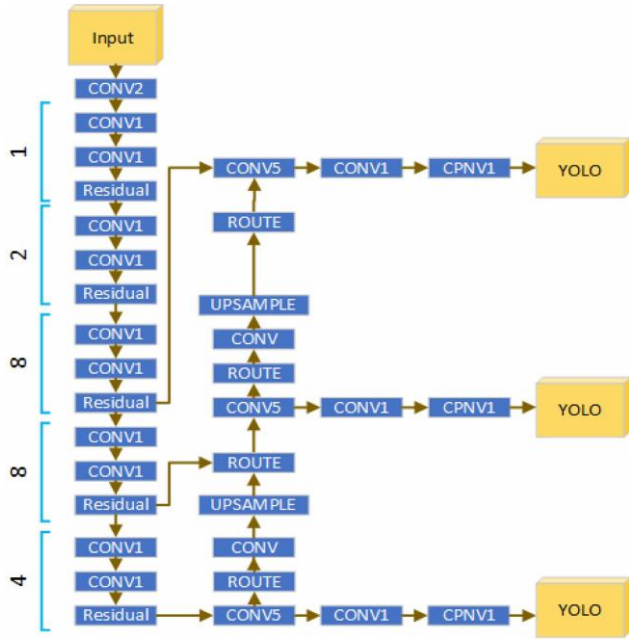 Input
CONV2
1
CONV1
CONV1
Residual
2
CONV1
CONV1
Residual
8
CONV1
CONV1
Residual
8
CONV1
CONV1
Residual
4
CONV1
CONV1
Residual
CONV5 CONV1 CPNV1 YOLO
ROUTE
UPSAMPLE
CONV
ROUTE
CONV5 CONV1 CPNV1 YOLO
ROUTE
UPSAMPLE
CONV
ROUTE
CONV5 CONV1 CPNV1 YOLO